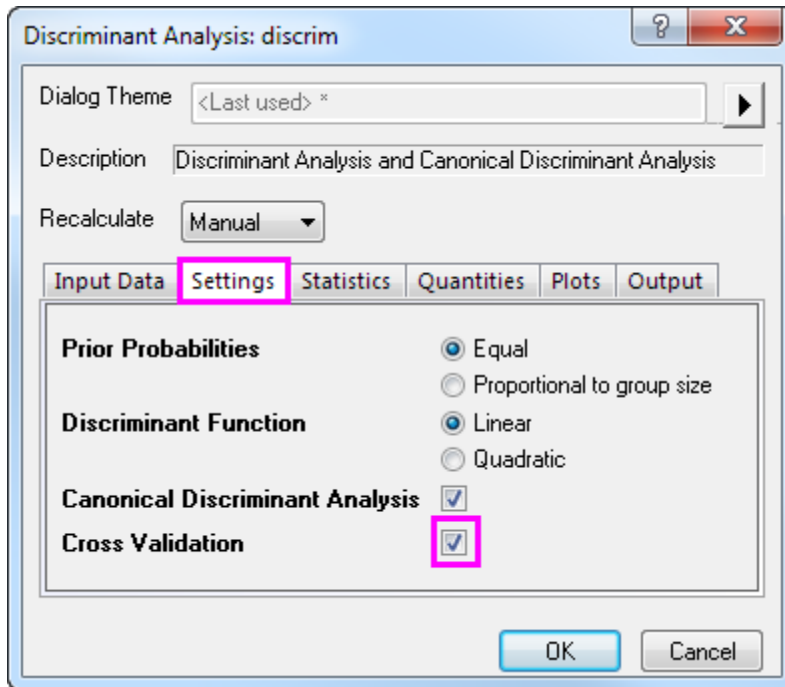 Discriminant Analysis: discrim
Dialog Theme <Last used> *
Description Discriminant Analysis and Canonical Discriminant Analysis
Recalculate Manual
Input Data Settings Statistics Quantities Plots Output
Prior Probabilities Equal
Proportional to group size
Discriminant Function Linear
Quadratic
Canonical Discriminant Analysis
Cross Validation
OK Cancel